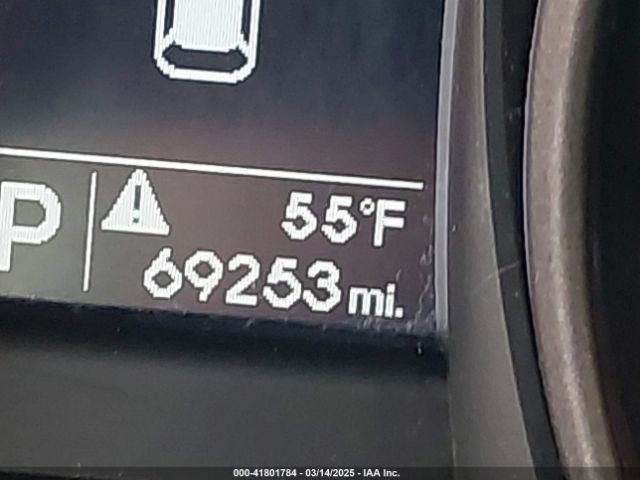 P ! 55°F
69253 mi.
000-41801784 - 03/14/2025 - IAA Inc.